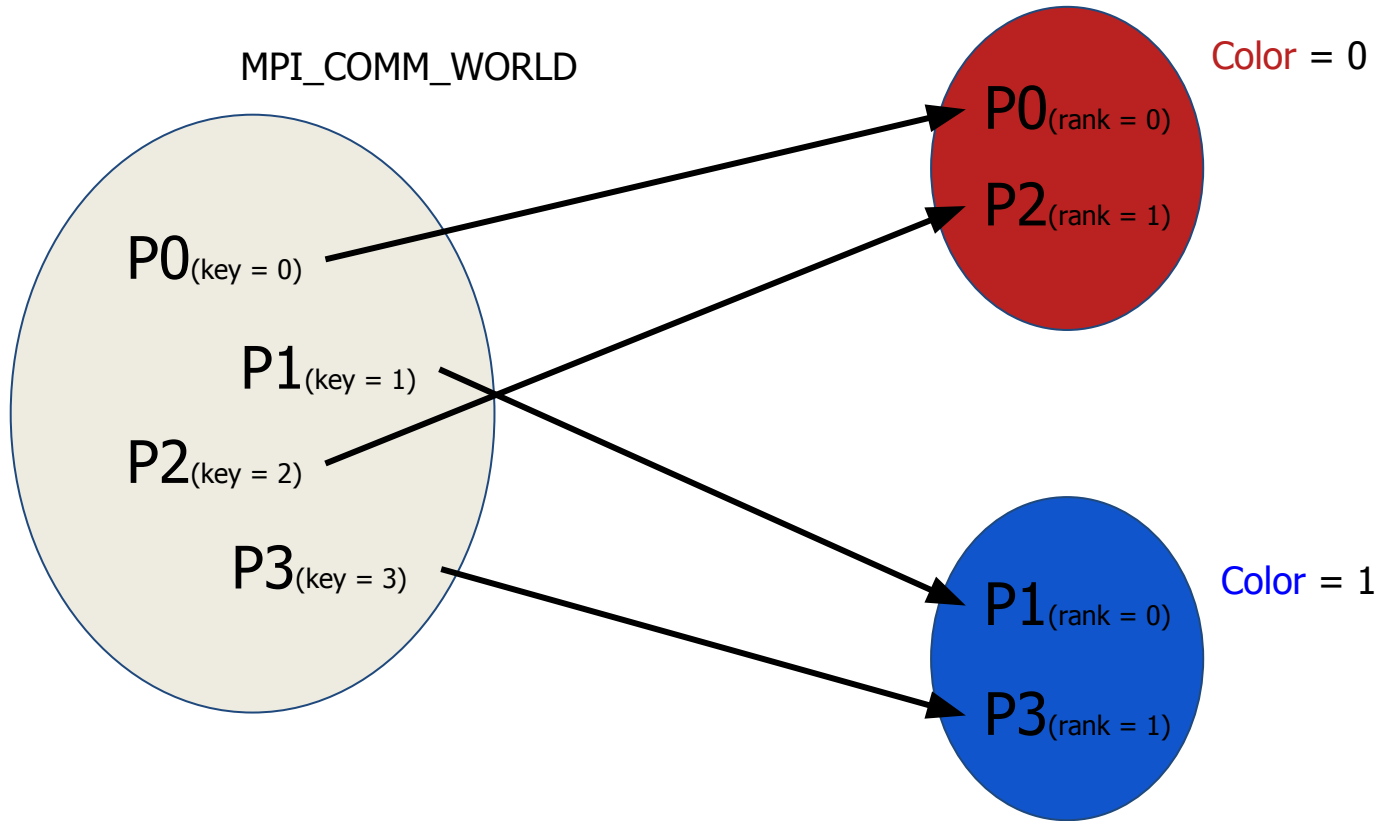 MPI_COMM_WORLD
P0(key = 0)
P1(key = 1)
P2(key = 2)
P3(key = 3)
Color = 0
P0(rank = 0)
P2(rank = 1)
Color = 1
P1(rank = 0)
P3(rank = 1)